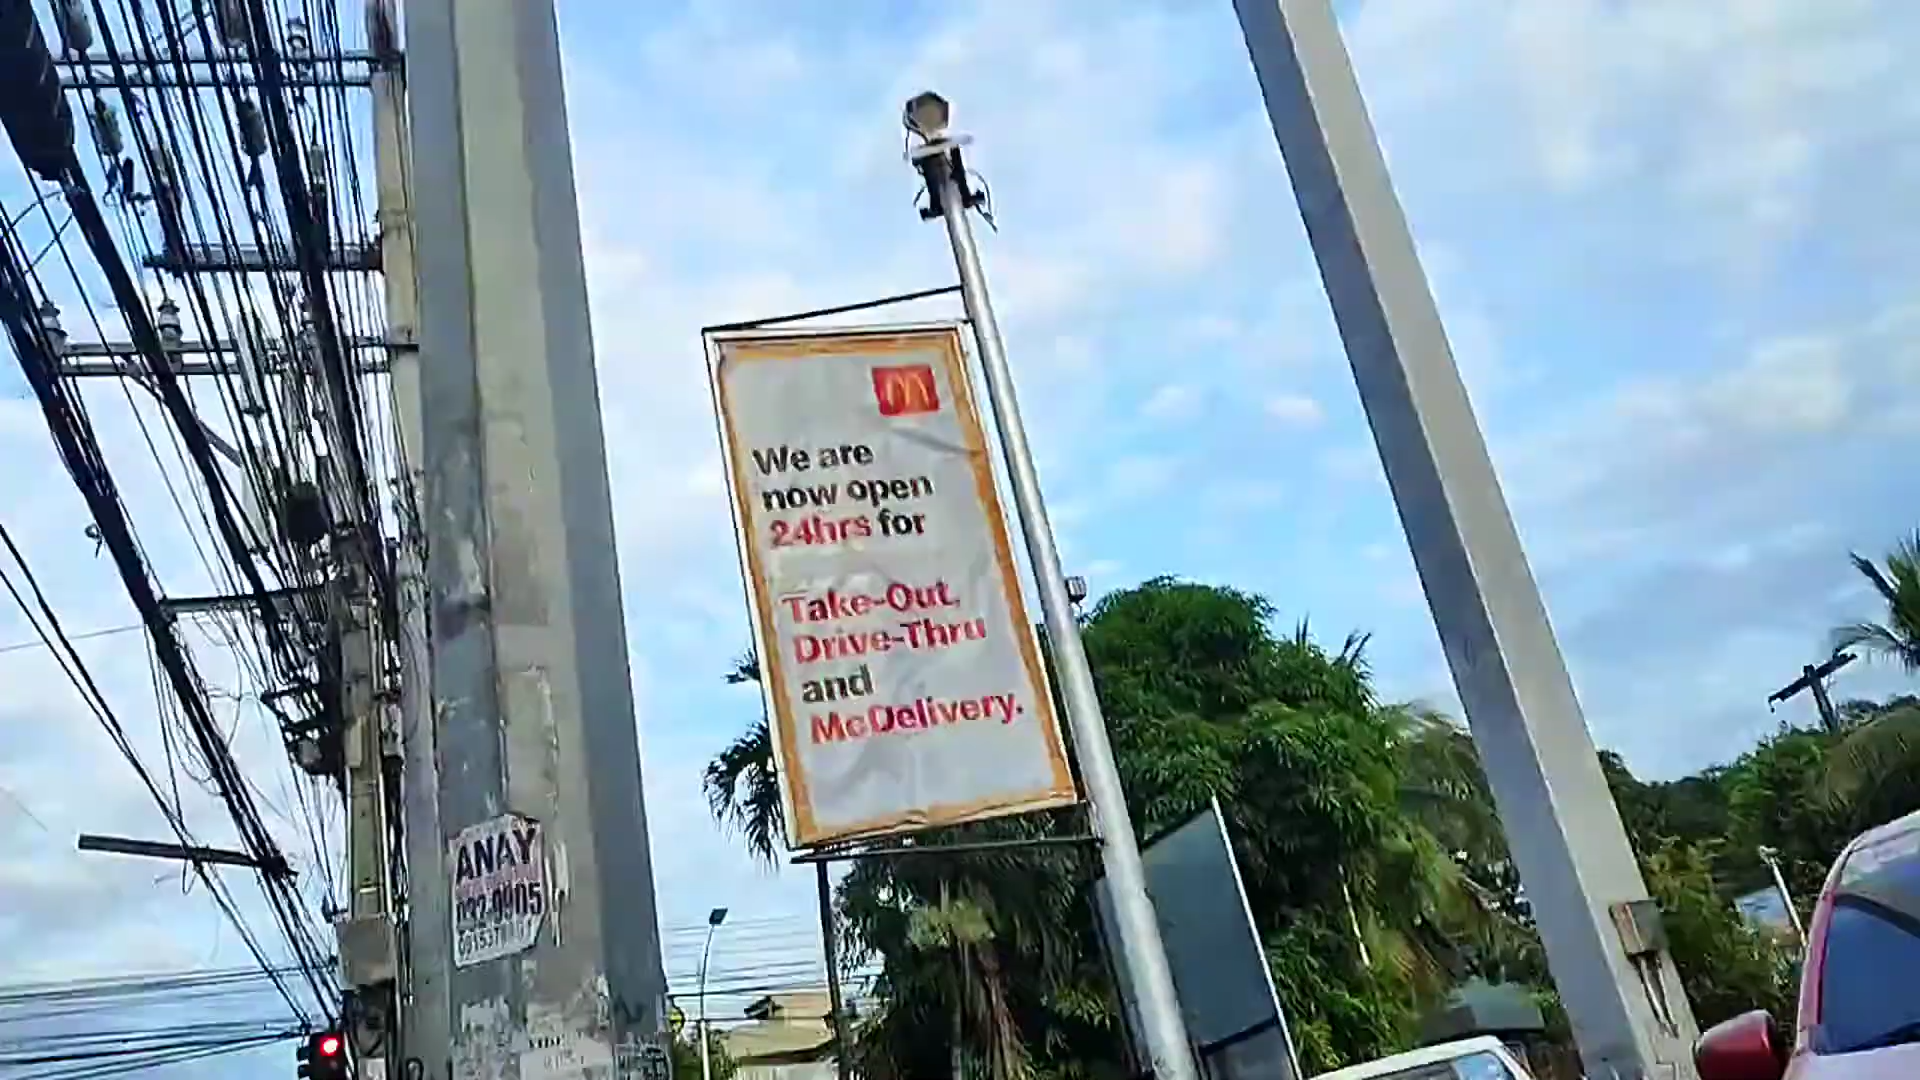 We are
now open
24hrs for
Take-Out,
Drive-Thru
and
McDelivery.
ANAY